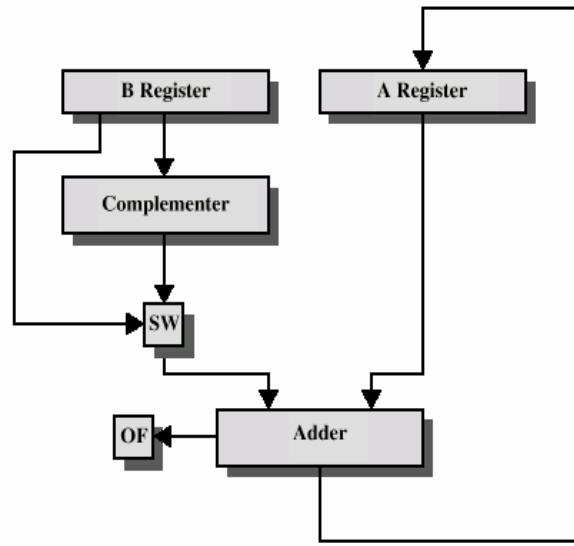 B Register
A Register
Complementer
SW
OF
Adder